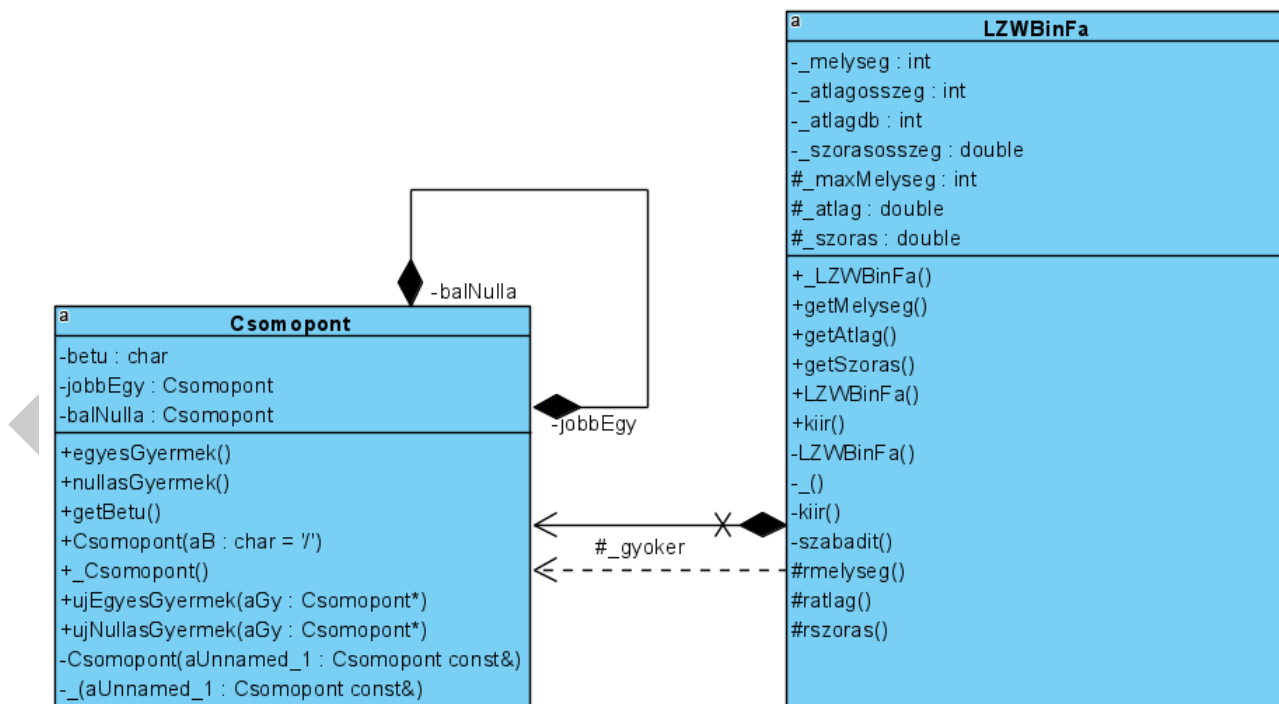 a
LZWBinFa
-_melyseg : int
-_atlagosszeg : int
-_atlagdb : int
-_szorasosszeg : double
#_maxMelyseg : int
#_atlag : double
#_szoras : double
+_LZWBinFa()
+getMelyseg()
+getAtlag()
+getSzoras()
+LZWBinFa()
+kiir()
-LZWBinFa()
-_()
-kiir()
-szabadit()
#rmelyseg()
#ratlag()
#rszoras()
-balNulla
-jobbEgy
#_gyoker
a
Csomopont
-betu : char
-jobbEgy : Csomopont
-balNulla : Csomopont
+egyesGyermek()
+nullasGyermek()
+getBetu()
+Csomopont(aB : char = '/')
+_Csomopont()
+ujEgyesGyermek(aGy : Csomopont*)
+ujNullasGyermek(aGy : Csomopont*)
-Csomopont(aUnnamed_1 : Csomopont const&)
-_(aUnnamed_1 : Csomopont const&)